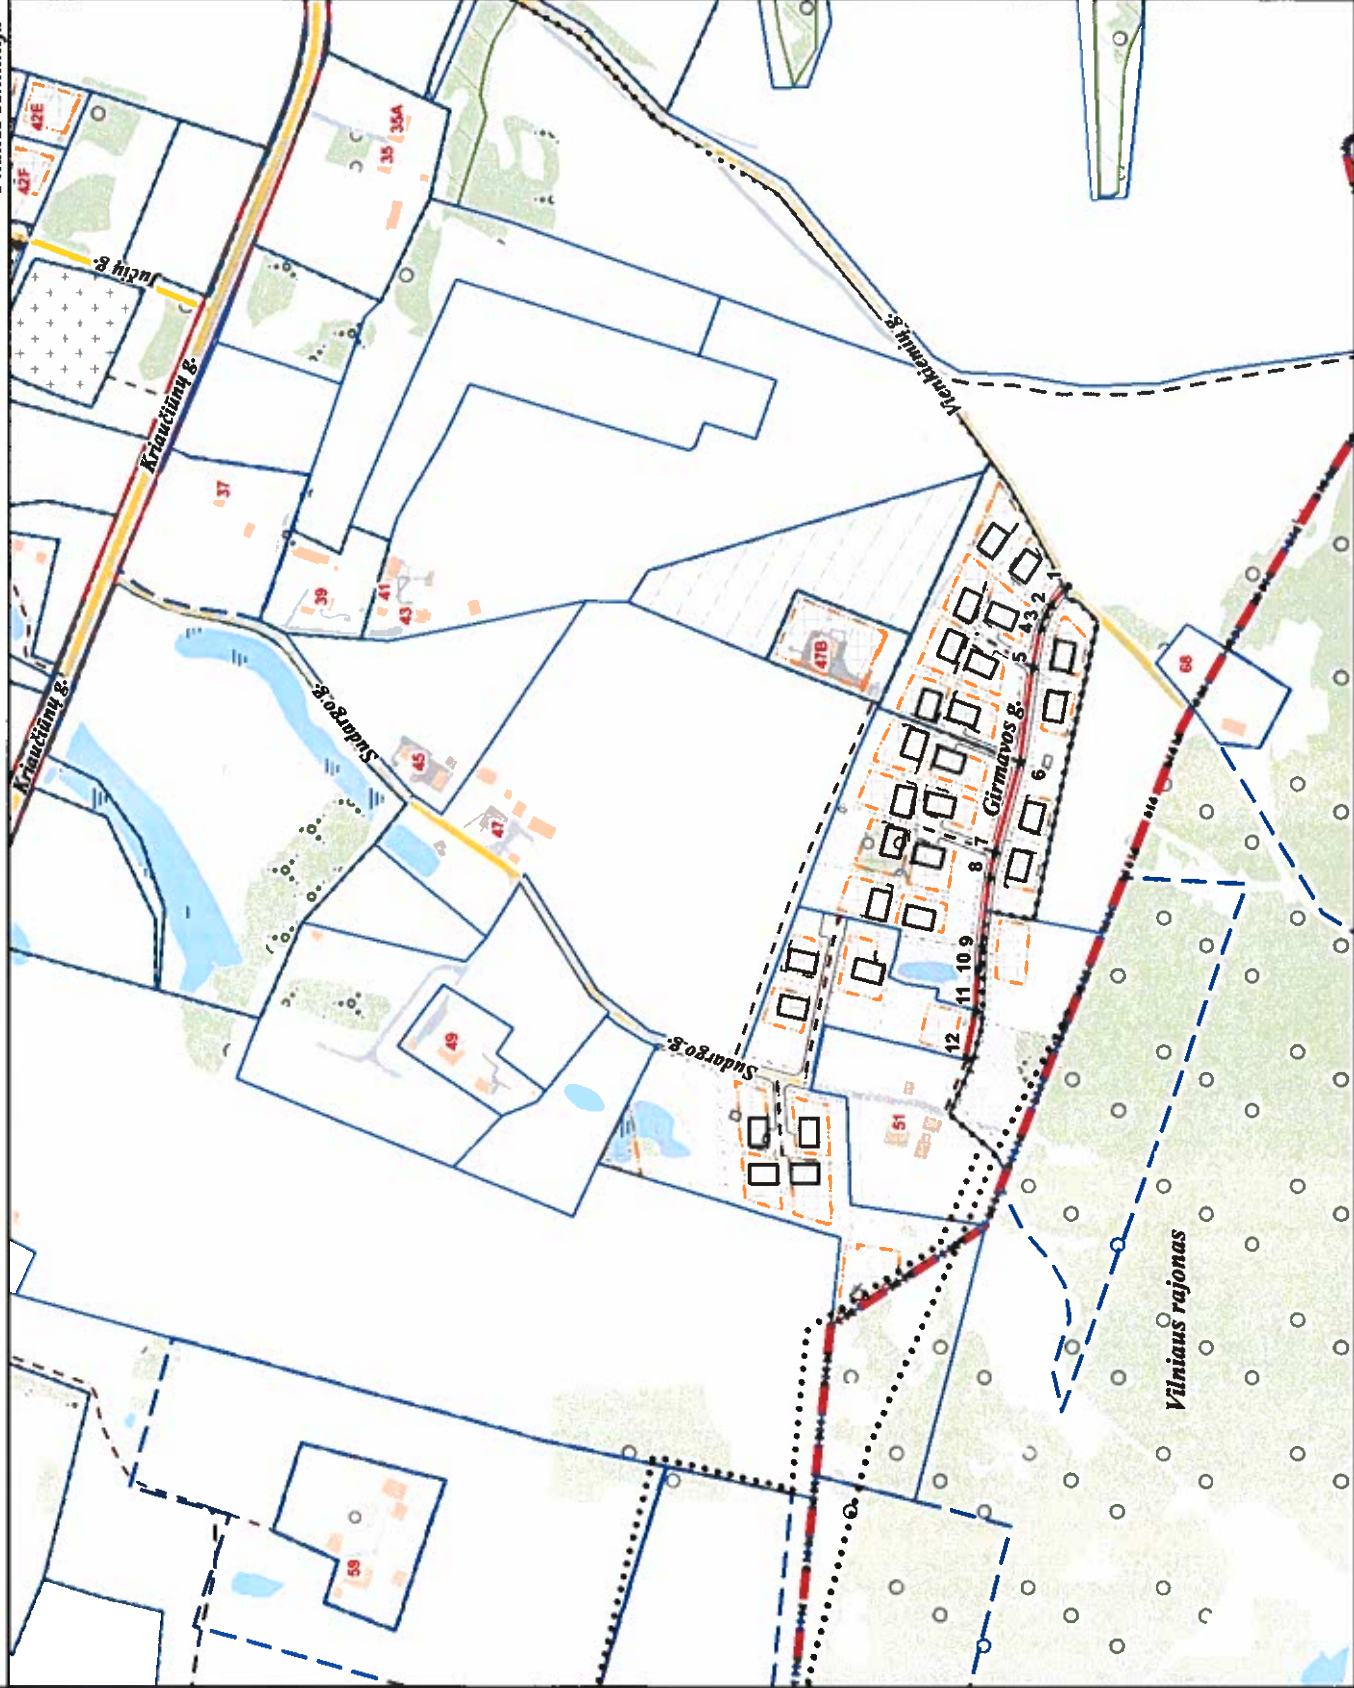 42E
42F
Jučių g.
35A
35
Kriaučiūnų g.
Vienkiemių g.
37
39
41
43
Kriaučiūnų g.
Sudargo g.
45
47
47B
1
2
3
4
5
Girmavos g.
6
7
8
9
10
11
12
68
49
Sudargo g.
51
Vilniaus rajonas
59